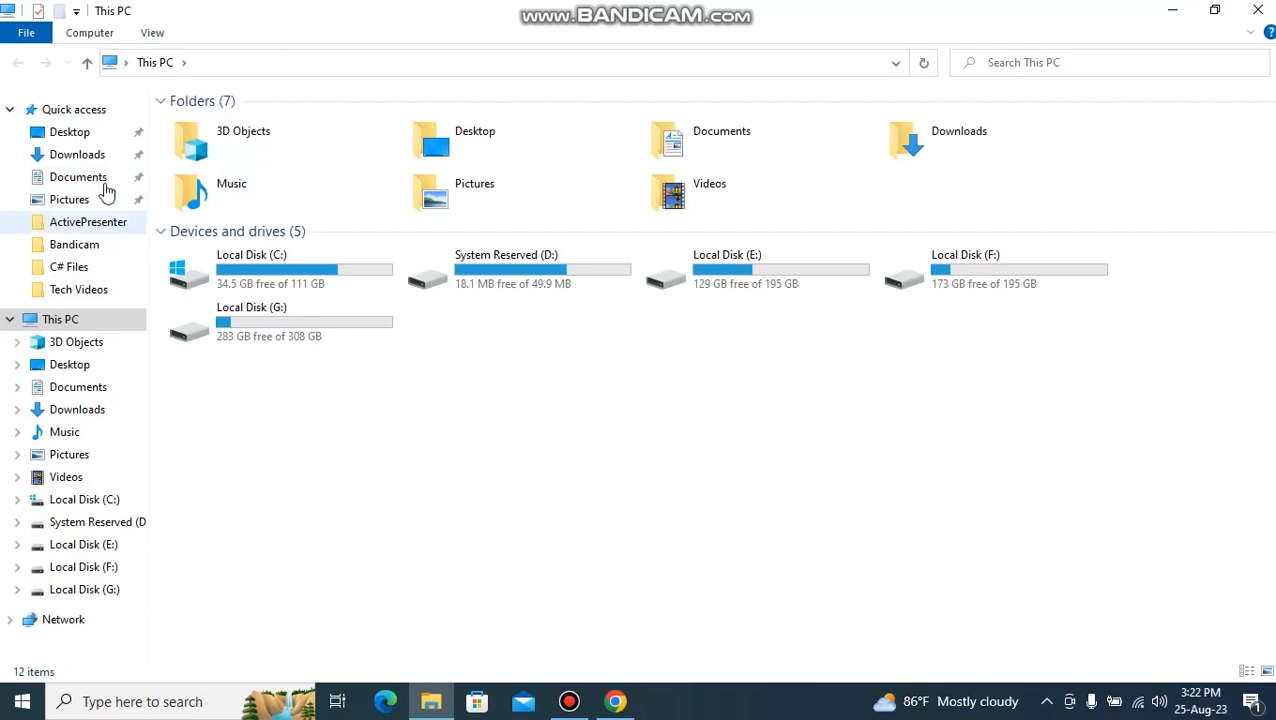 This PC
www.BANDICAM.com
File
Computer
View
This PC
Search This PC
Quick access
Desktop
Downloads
Documents
Pictures
ActivePresenter
Bandicam
C# Files
Tech Videos
This PC
3D Objects
Desktop
Documents
Downloads
Music
Pictures
Videos
Local Disk (C:)
System Reserved (D
Local Disk (E:)
Local Disk (F:)
Local Disk (G:)
Network
Folders (7)
3D Objects
Desktop
Documents
Downloads
Music
Pictures
Videos
Devices and drives (5)
Local Disk (C:)
34.5 GB free of 111 GB
System Reserved (D:)
18.1 MB free of 49.9 MB
Local Disk (E:)
129 GB free of 195 GB
Local Disk (F:)
173 GB free of 195 GB
Local Disk (G:)
283 GB free of 308 GB
12 items
Type here to search
86°F Mostly cloudy
3:22 PM
25-Aug-23
1